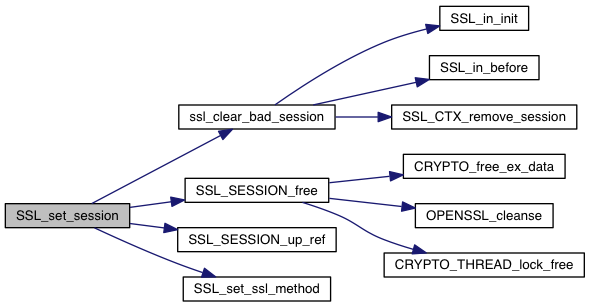 SSL_in_init
SSL_in_before
ssl_clear_bad_session
SSL_CTX_remove_session
CRYPTO_free_ex_data
SSL_SESSION_free
SSL_set_session
OPENSSL_cleanse
SSL_SESSION_up_ref
CRYPTO_THREAD_lock_free
SSL_set_ssl_method